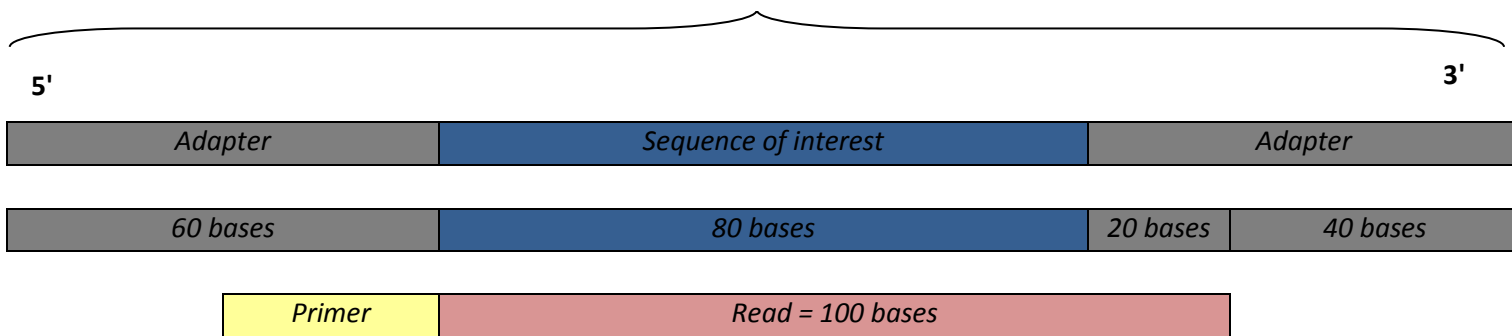 5'
3'
Adapter Sequence of interest Adapter
60 bases 80 bases 20 bases 40 bases
Primer Read = 100 bases